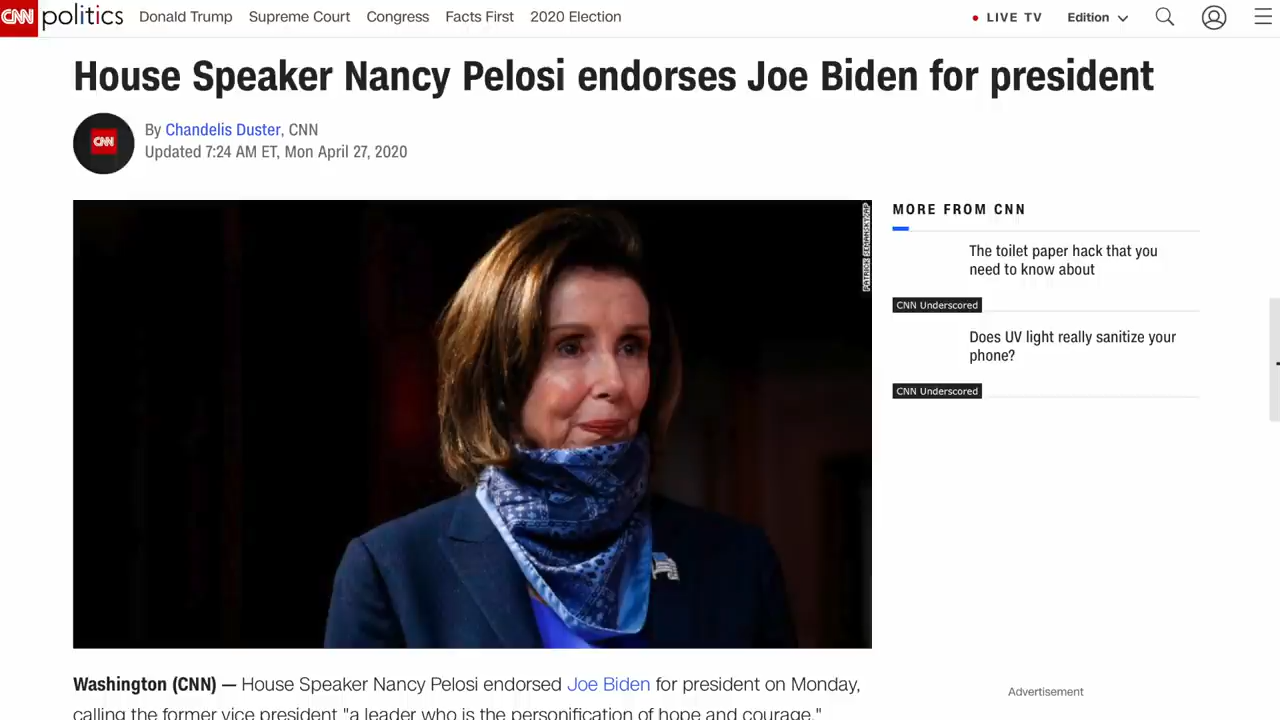 CNN politics Donald Trump Supreme Court Congress Facts First 2020 Election LIVE TV Edition
House Speaker Nancy Pelosi endorses Joe Biden for president
CNN
By Chandelis Duster, CNN
Updated 7:24 AM ET, Mon April 27, 2020
PATRICK SEMANSKY/AP
MORE FROM CNN
The toilet paper hack that you
need to know about
CNN Underscored
Does UV light really sanitize your
phone?
CNN Underscored
Washington (CNN) — House Speaker Nancy Pelosi endorsed Joe Biden for president on Monday,
calling the former vice president "a leader who is the personification of hope and courage."
Advertisement